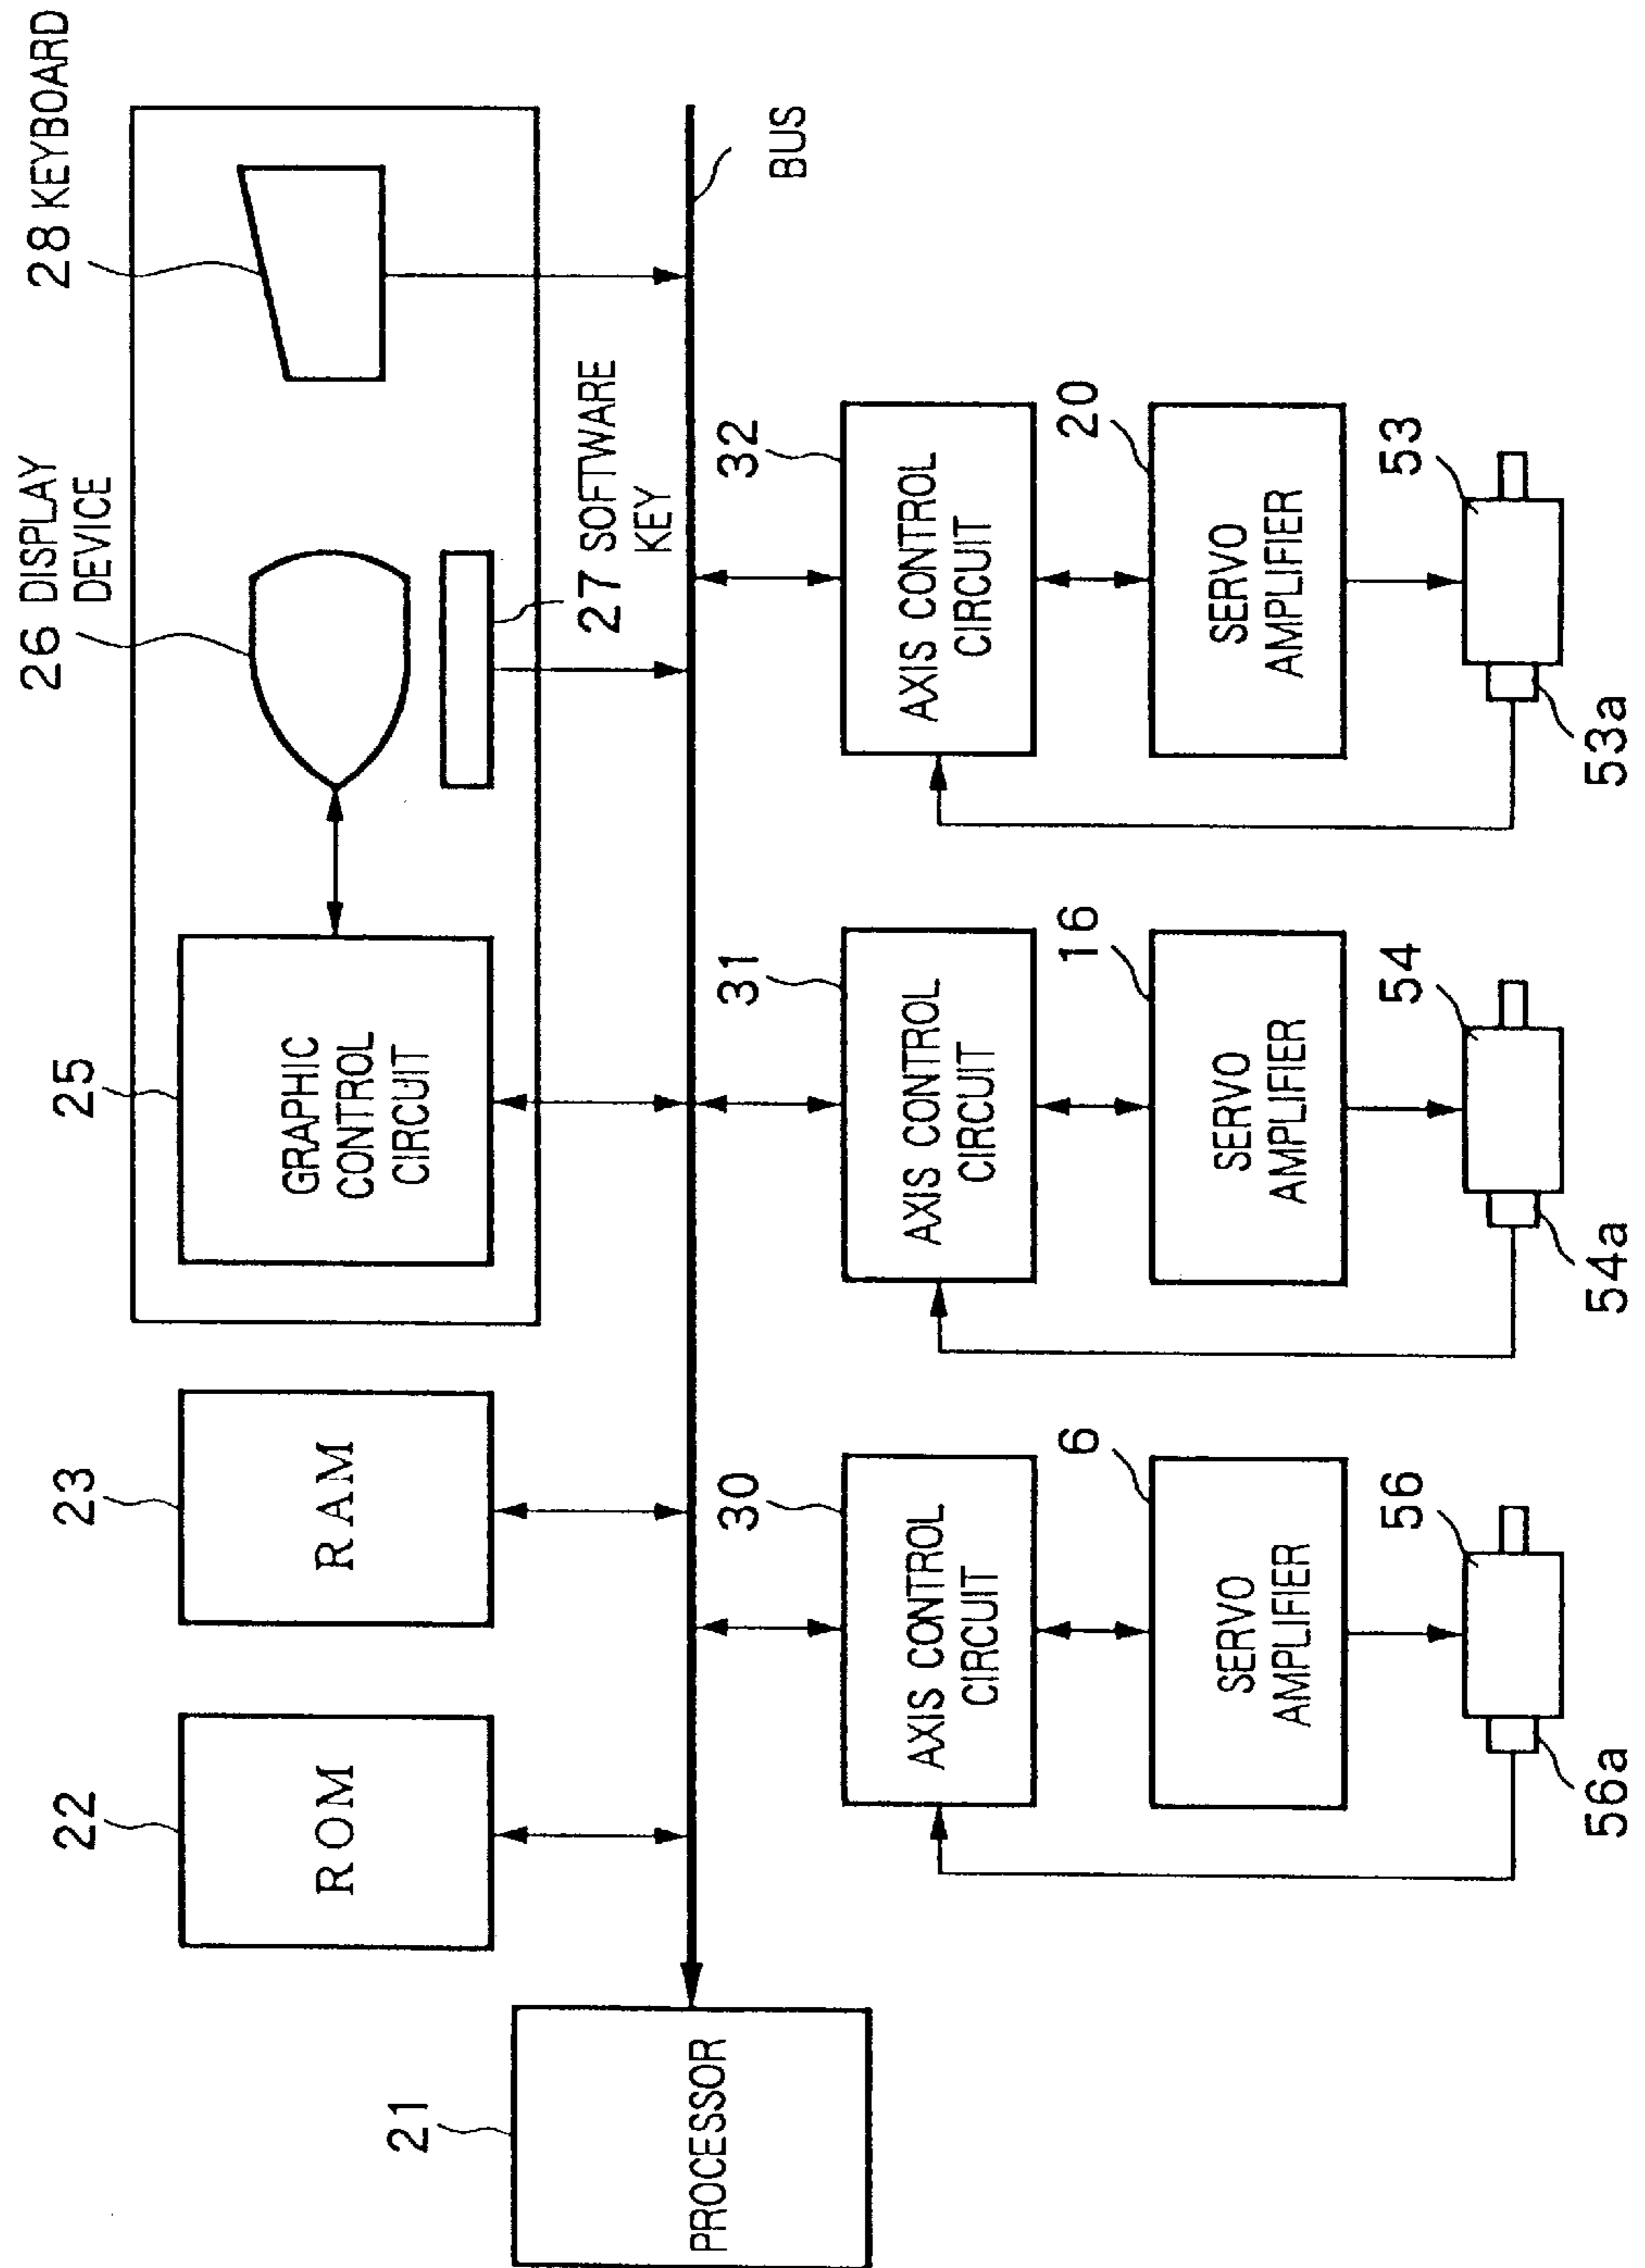 26 DISPLAY
DEVICE
28 KEYBOARD
22
23
25
ROM
RAM
GRAPHIC
CONTROL
CIRCUIT
27 SOFTWARE
KEY
21
PROCESSOR
BUS
30
31
32
AXIS CONTROL
CIRCUIT
AXIS CONTROL
CIRCUIT
AXIS CONTROL
CIRCUIT
6
16
20
SERVO
AMPLIFIER
SERVO
AMPLIFIER
SERVO
AMPLIFIER
56
54
53
56a
54a
53a